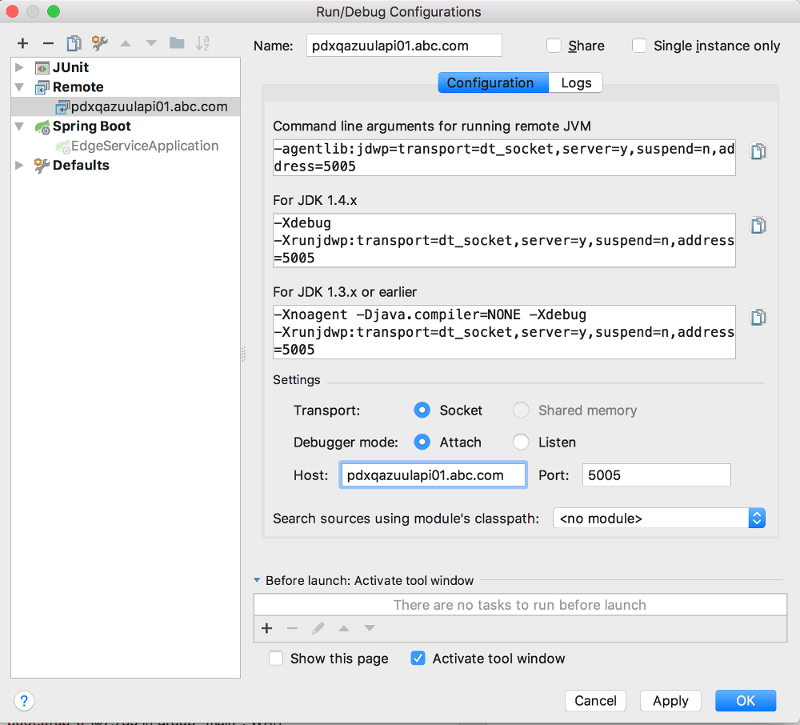 Run/Debug Configurations
Name: pdxqazuulapi01.abc.com Share Single instance only
JUnit
Remote
pdxqazuulapi01.abc.com
Spring Boot
EdgeServiceApplication
Defaults
Configuration Logs
Command line arguments for running remote JVM
-agentlib:jdwp=transport=dt_socket,server=y,suspend=n,ad
dress=5005
For JDK 1.4.x
-Xdebug
-Xrunjdwp:transport=dt_socket,server=y,suspend=n,address
=5005
For JDK 1.3.x or earlier
-Xnoagent -Djava.compiler=NONE -Xdebug
-Xrunjdwp:transport=dt_socket,server=y,suspend=n,address
=5005
Settings
Transport: Socket Shared memory
Debugger mode: Attach Listen
Host: pdxqazuulapi01.abc.com Port: 5005
Search sources using module's classpath: <no module>
Before launch: Activate tool window
There are no tasks to run before launch
Show this page Activate tool window
? Cancel Apply OK